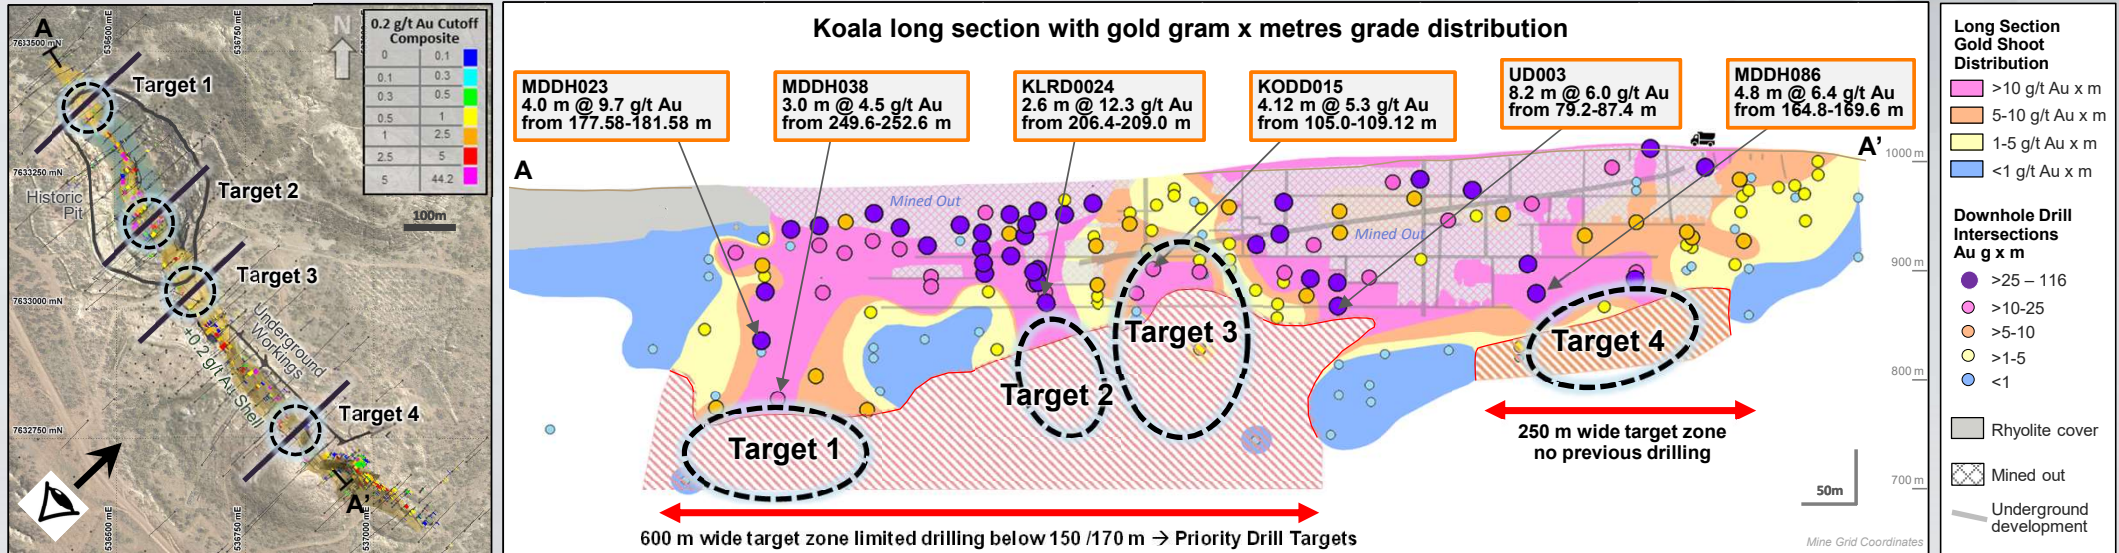 A
N
0.2 g/t Au Cutoff
Composite
0 0.1
0.1 0.3
0.3 0.5
0.5 1
1 2.5
2.5 5
5 44.2
7633500 mN
7633250 mN
7633000 mN
7632750 mN
536500 mE
536750 mE
536500 mE
536750 mE
537000 mE
Target 1
Target 2
Target 3
Target 4
100m
Historic
Pit
Underground
Workings
+0.2 g/t Au Shell
A'
Koala long section with gold gram x metres grade distribution
MDDH023
4.0 m @ 9.7 g/t Au
from 177.58-181.58 m
MDDH038
3.0 m @ 4.5 g/t Au
from 249.6-252.6 m
KLRD0024
2.6 m @ 12.3 g/t Au
from 206.4-209.0 m
KODD015
4.12 m @ 5.3 g/t Au
from 105.0-109.12 m
UD003
8.2 m @ 6.0 g/t Au
from 79.2-87.4 m
MDDH086
4.8 m @ 6.4 g/t Au
from 164.8-169.6 m
A
A'
1000 m
900 m
800 m
700 m
Mined Out
Mined Out
Target 1
Target 2
Target 3
Target 4
250 m wide target zone
no previous drilling
50m
600 m wide target zone limited drilling below 150 /170 m → Priority Drill Targets
Mine Grid Coordinates
Long Section
Gold Shoot
Distribution
>10 g/t Au x m
5-10 g/t Au x m
1-5 g/t Au x m
<1 g/t Au x m
Downhole Drill
Intersections
Au g x m
>25 – 116
>10-25
>5-10
>1-5
<1
Rhyolite cover
Mined out
Underground
development